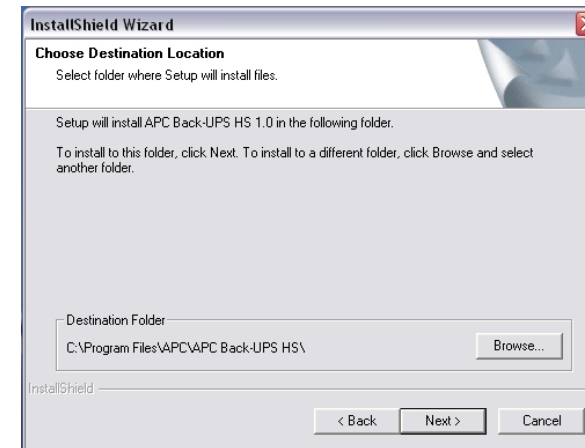 InstallShield Wizard
Choose Destination Location
Select folder where Setup will install files.
Setup will install APC Back-UPS HS 1.0 in the following folder.
To install to this folder, click Next. To install to a different folder, click Browse and select
another folder.
Destination Folder
C:\Program Files\APC\APC Back-UPS HS\
Browse...
InstallShield
< Back
Next >
Cancel